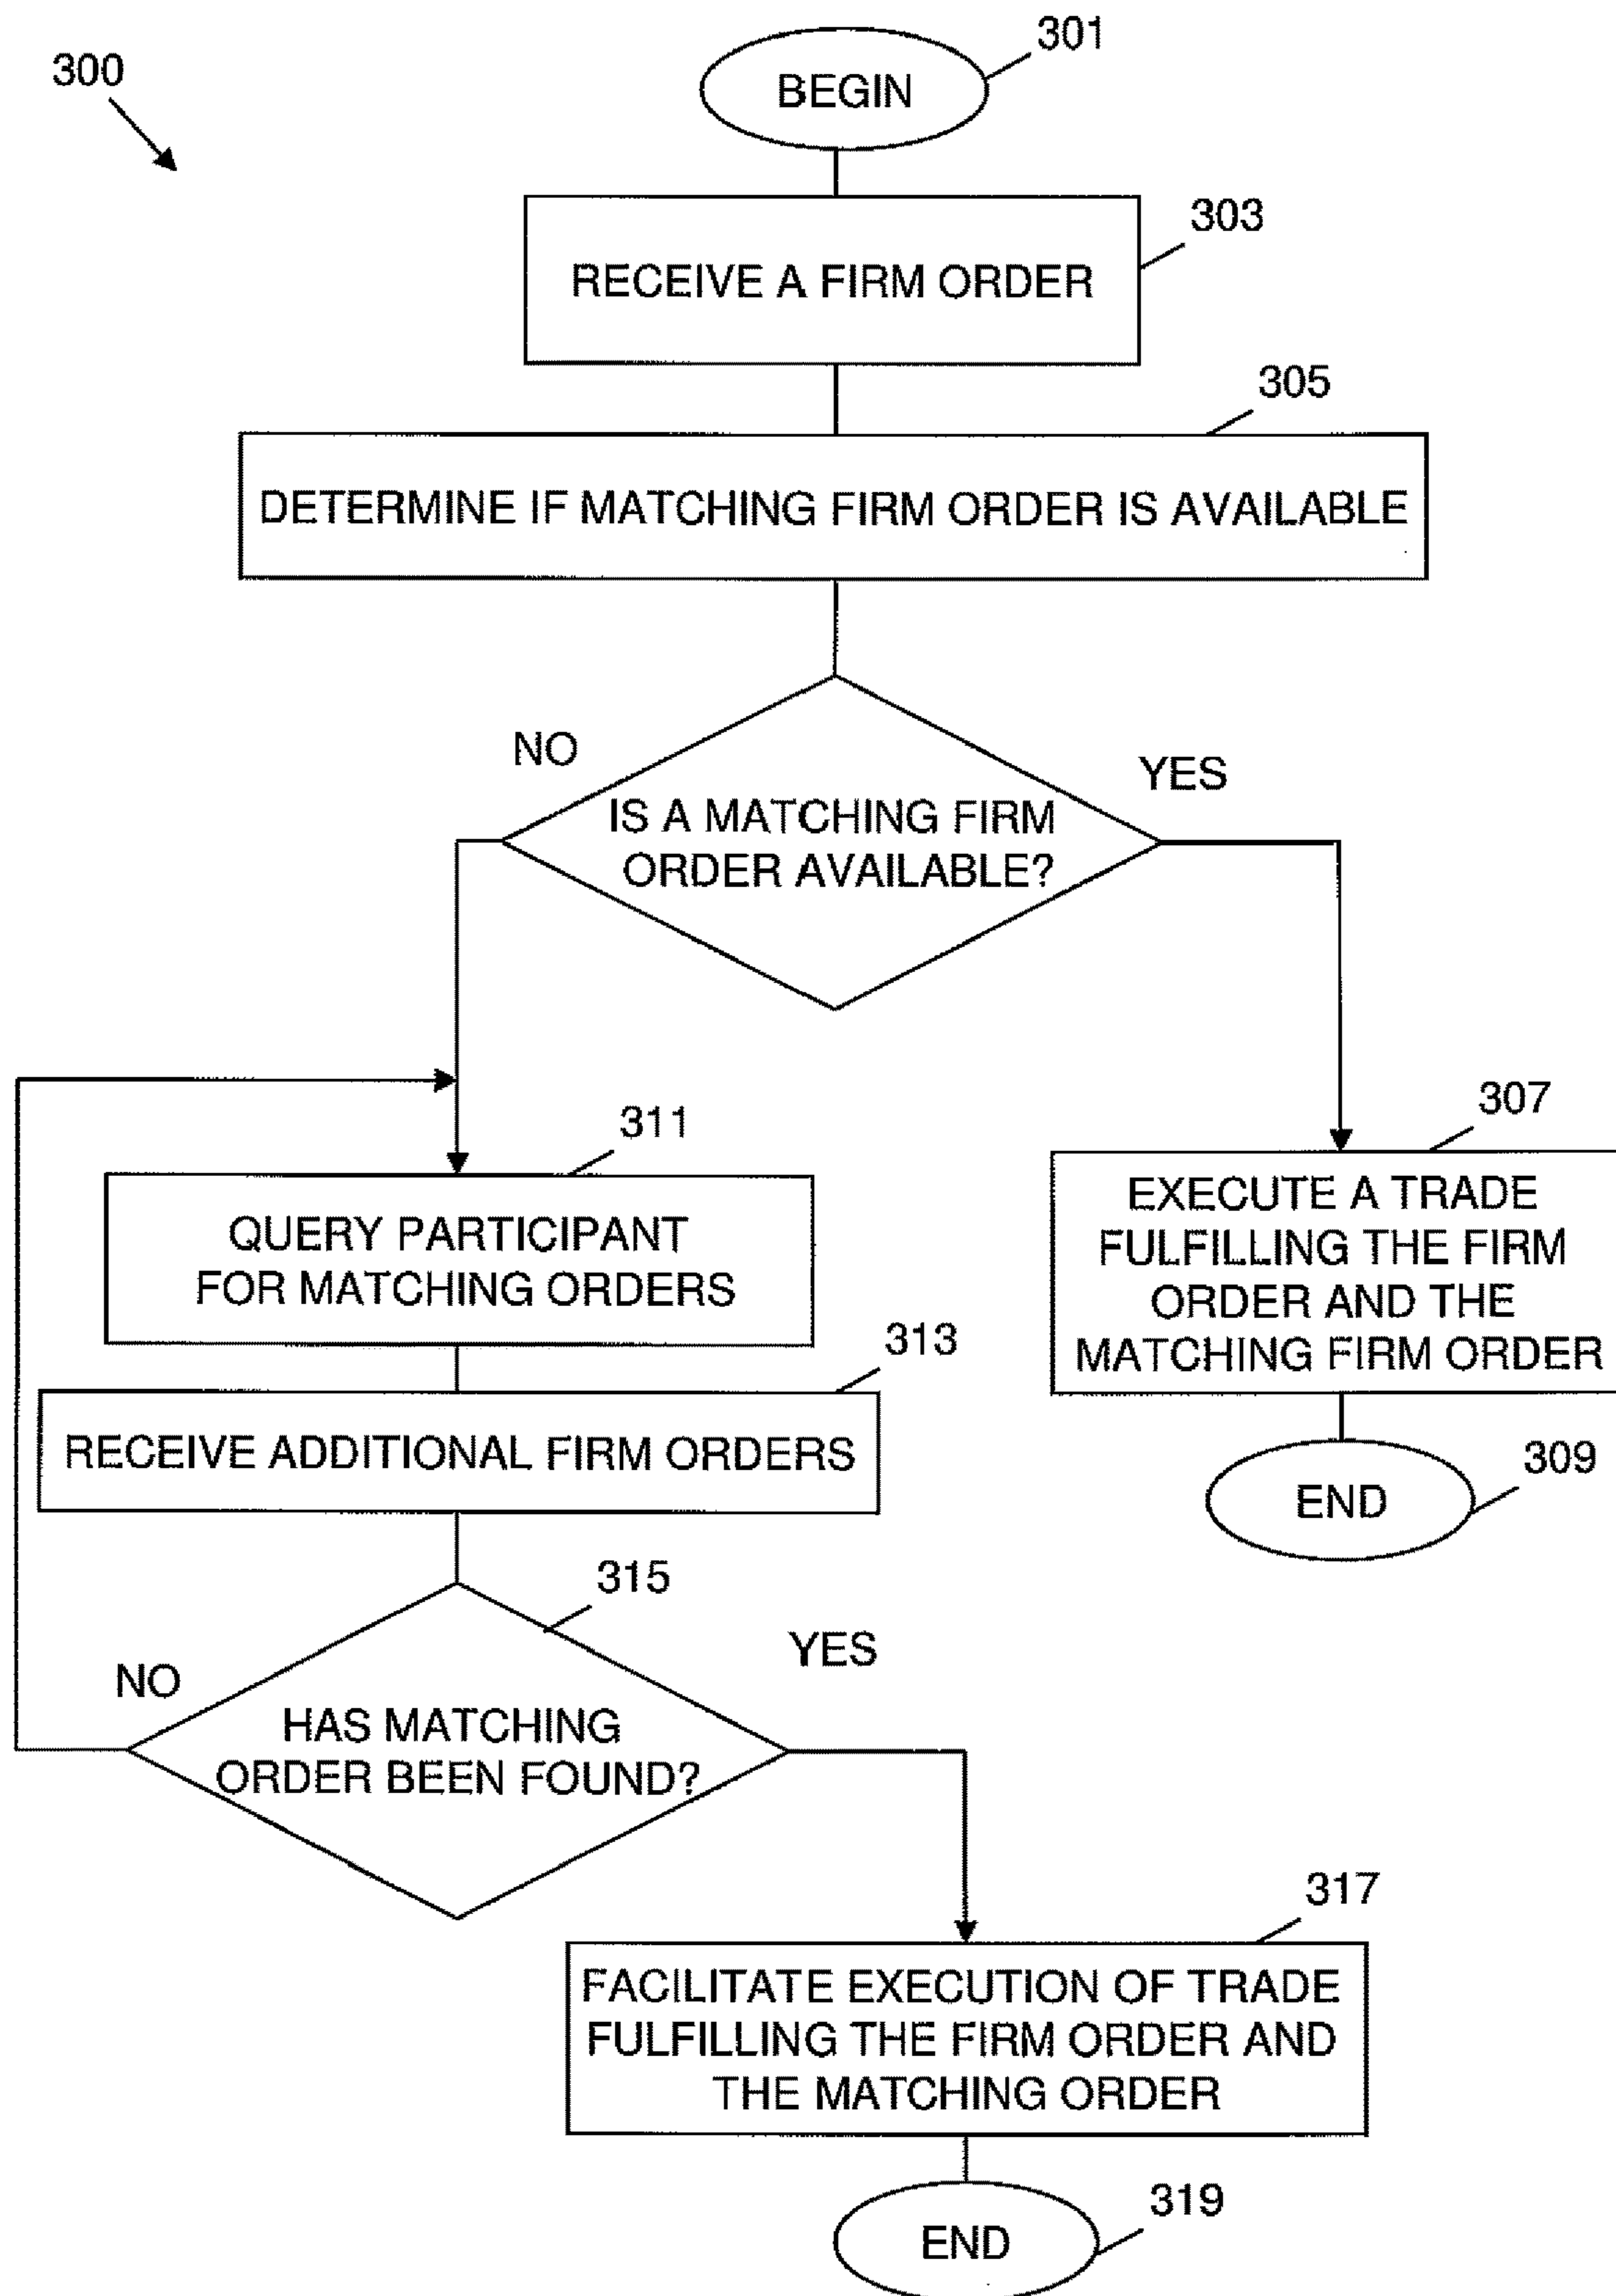 300
301
BEGIN
303
RECEIVE A FIRM ORDER
305
DETERMINE IF MATCHING FIRM ORDER IS AVAILABLE
NO
YES
IS A MATCHING FIRM
ORDER AVAILABLE?
307
EXECUTE A TRADE
FULFILLING THE FIRM
ORDER AND THE
MATCHING FIRM ORDER
309
END
311
QUERY PARTICIPANT
FOR MATCHING ORDERS
313
RECEIVE ADDITIONAL FIRM ORDERS
315
NO
YES
HAS MATCHING
ORDER BEEN FOUND?
317
FACILITATE EXECUTION OF TRADE
FULFILLING THE FIRM ORDER AND
THE MATCHING ORDER
319
END